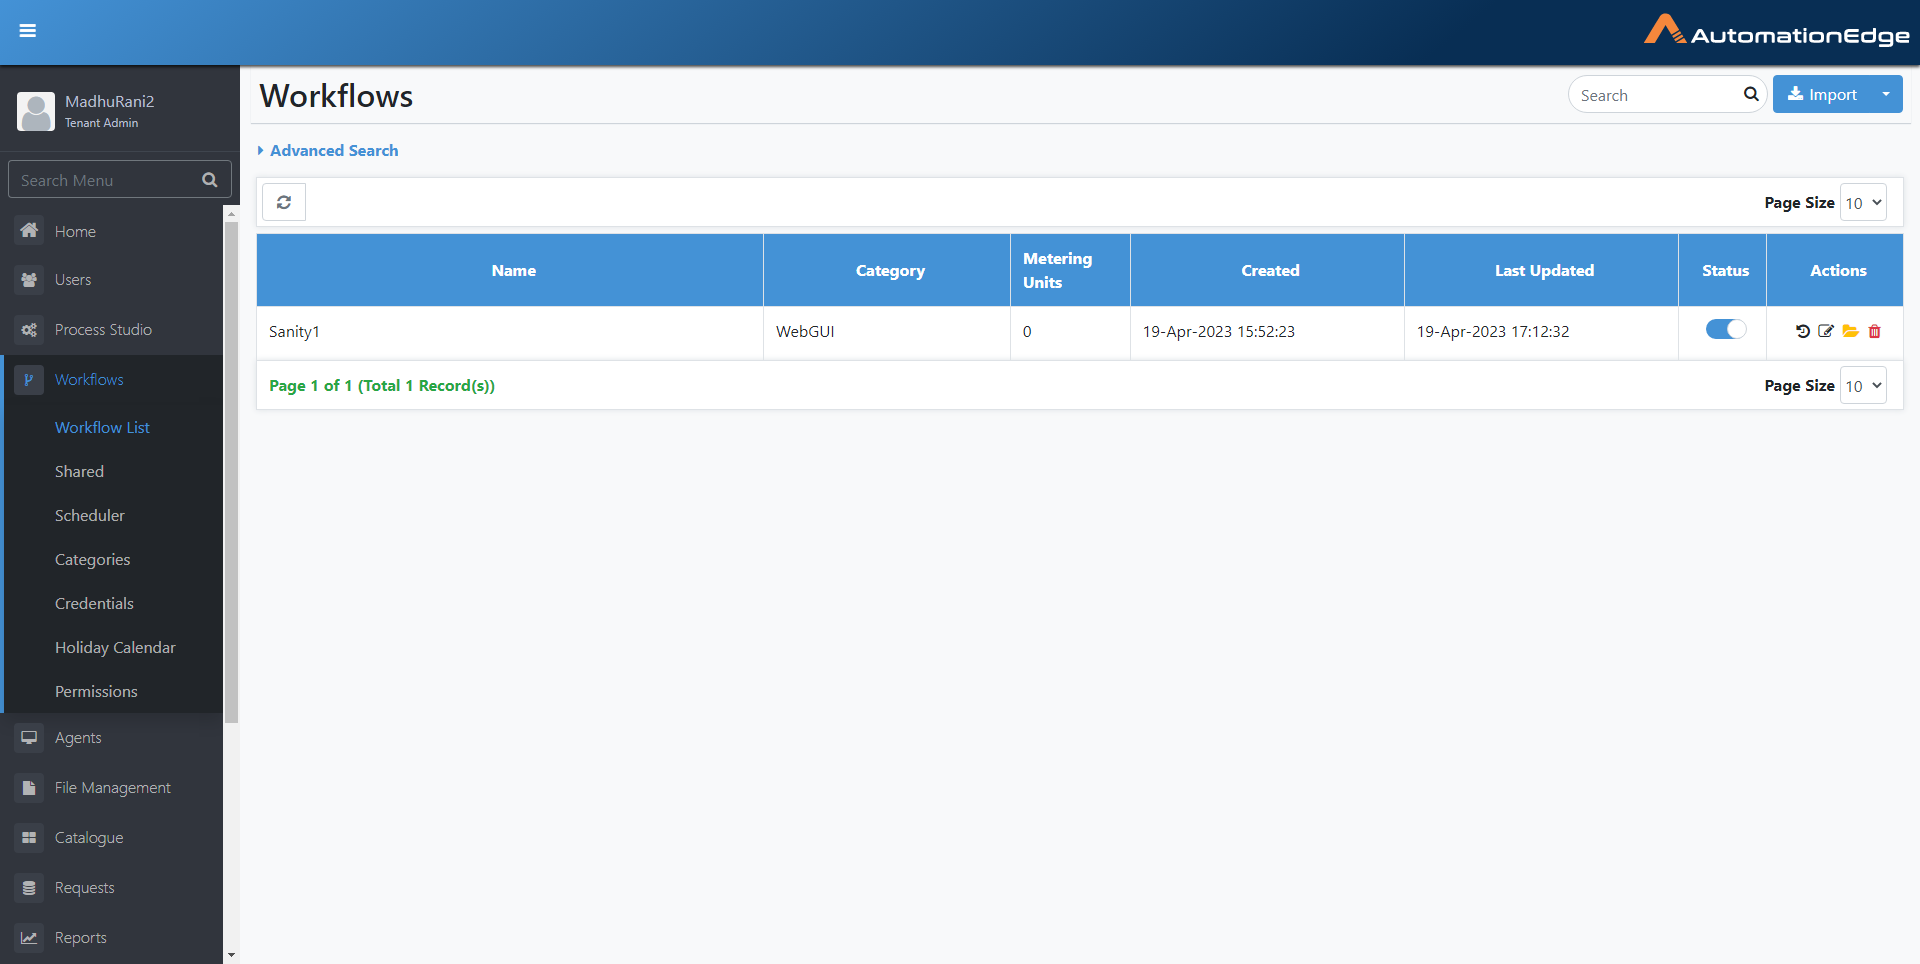 AutomationEdge
MadhuRani2
Tenant Admin
Search Menu
Home
Users
Process Studio
Workflows
Workflow List
Shared
Scheduler
Categories
Credentials
Holiday Calendar
Permissions
Agents
File Management
Catalogue
Requests
Reports
Workflows
Search
Import
Advanced Search
Page Size 10
Name Category Metering Units Created Last Updated Status Actions
Sanity1 WebGUI 0 19-Apr-2023 15:52:23 19-Apr-2023 17:12:32
Page 1 of 1 (Total 1 Record(s)) Page Size 10